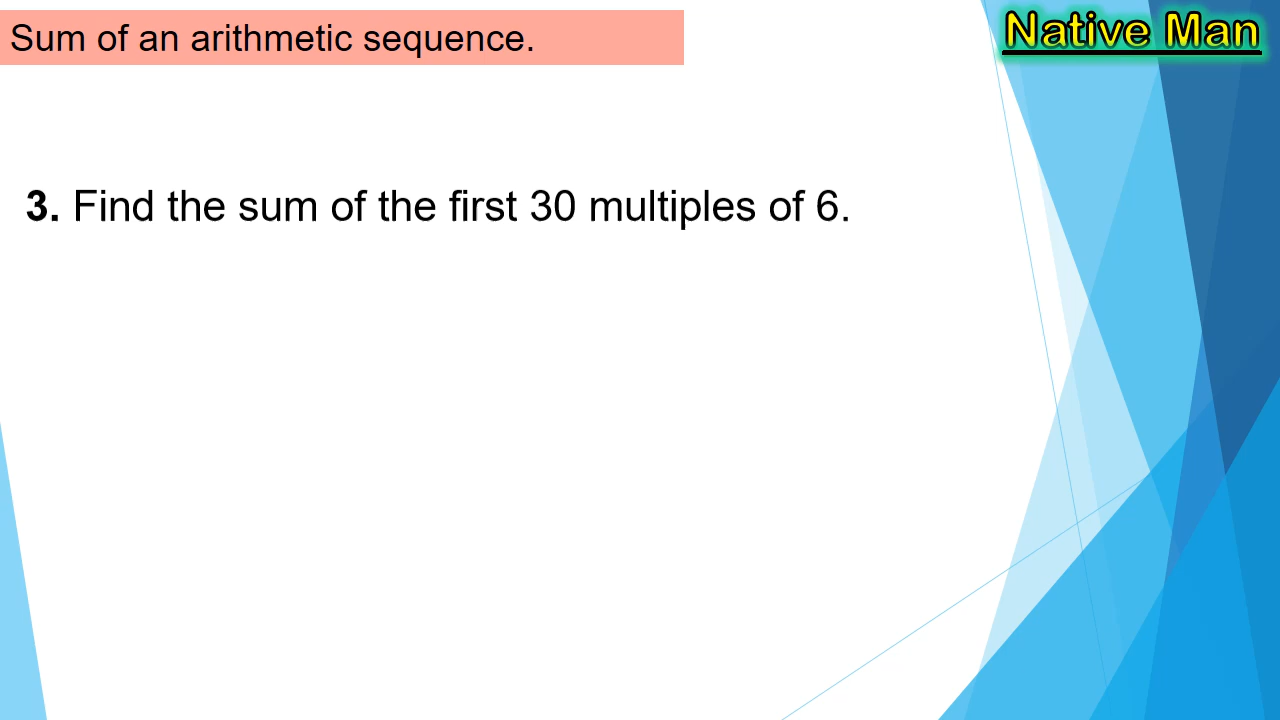 Sum of an arithmetic sequence.
Native Man
3. Find the sum of the first 30 multiples of 6.